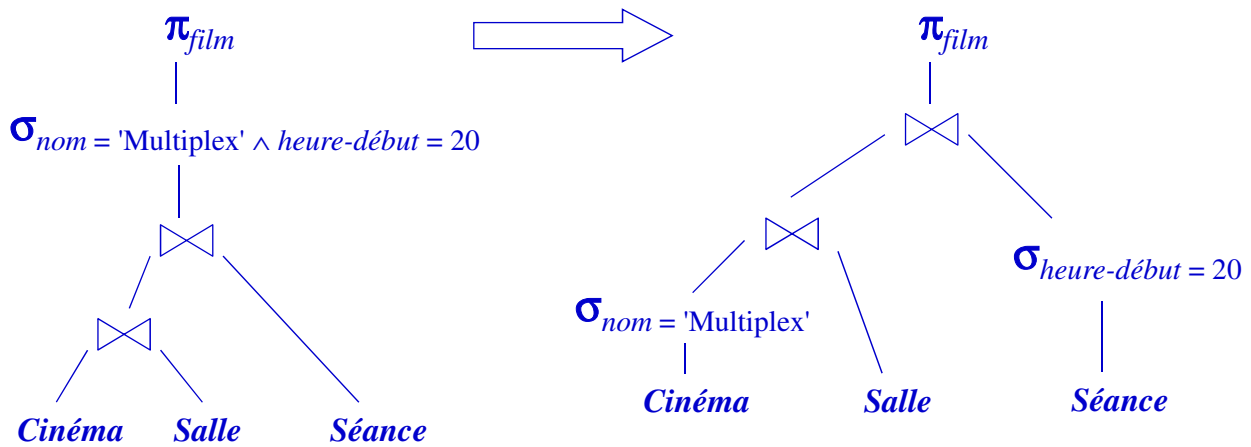 π film
σ nom = 'Multiplex' ∧ heure-début = 20
Cinéma Salle Séance
π film
σ heure-début = 20
σ nom = 'Multiplex'
Cinéma Salle Séance